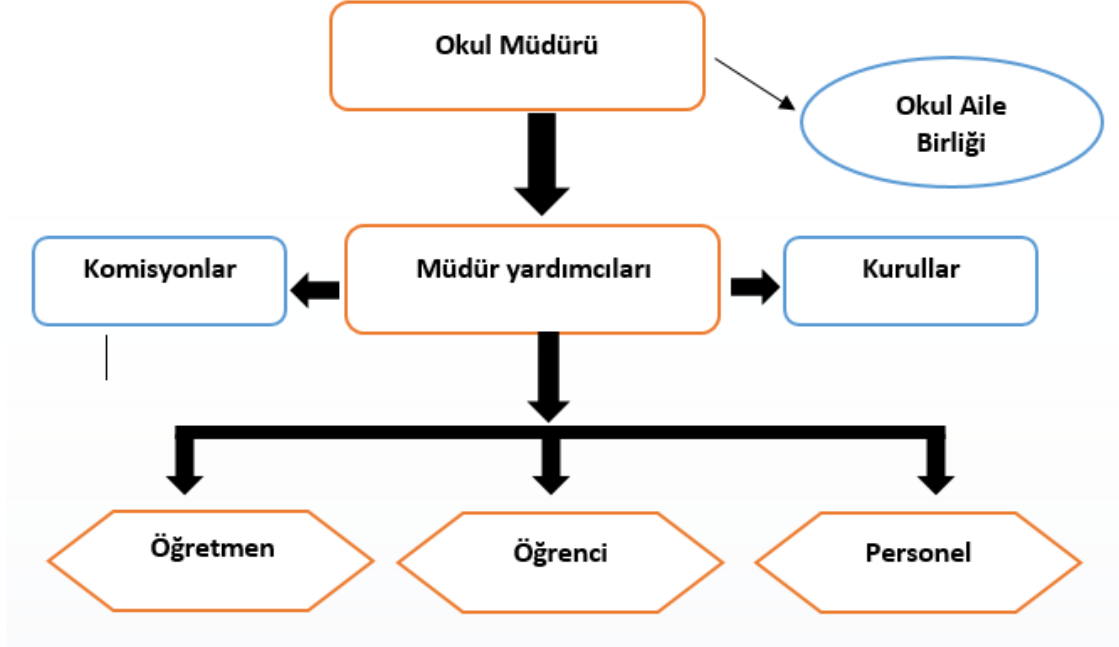 Okul Müdürü
Okul Aile
Birliği
Komisyonlar
Müdür yardımcıları
Kurullar
Öğretmen
Öğrenci
Personel